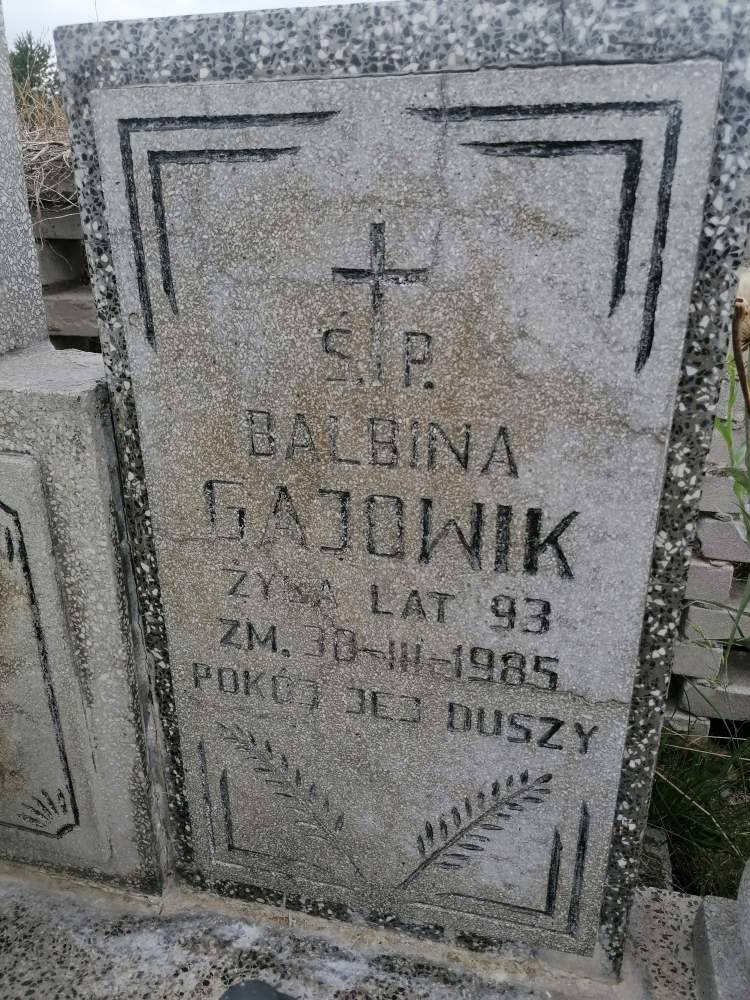 Ś. P.
BALBINA
GAJOWIK
ŻYŁA LAT 93
ZM. 30-III-1985
POKÓJ JEJ DUSZY